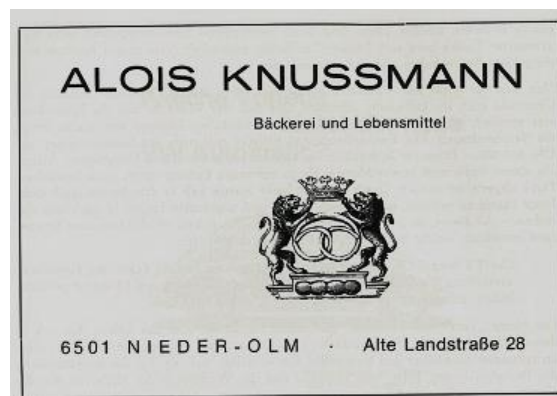 ALOIS KNUSSMANN
Bäckerei und Lebensmittel
6501 NIEDER-OLM · Alte Landstraße 28